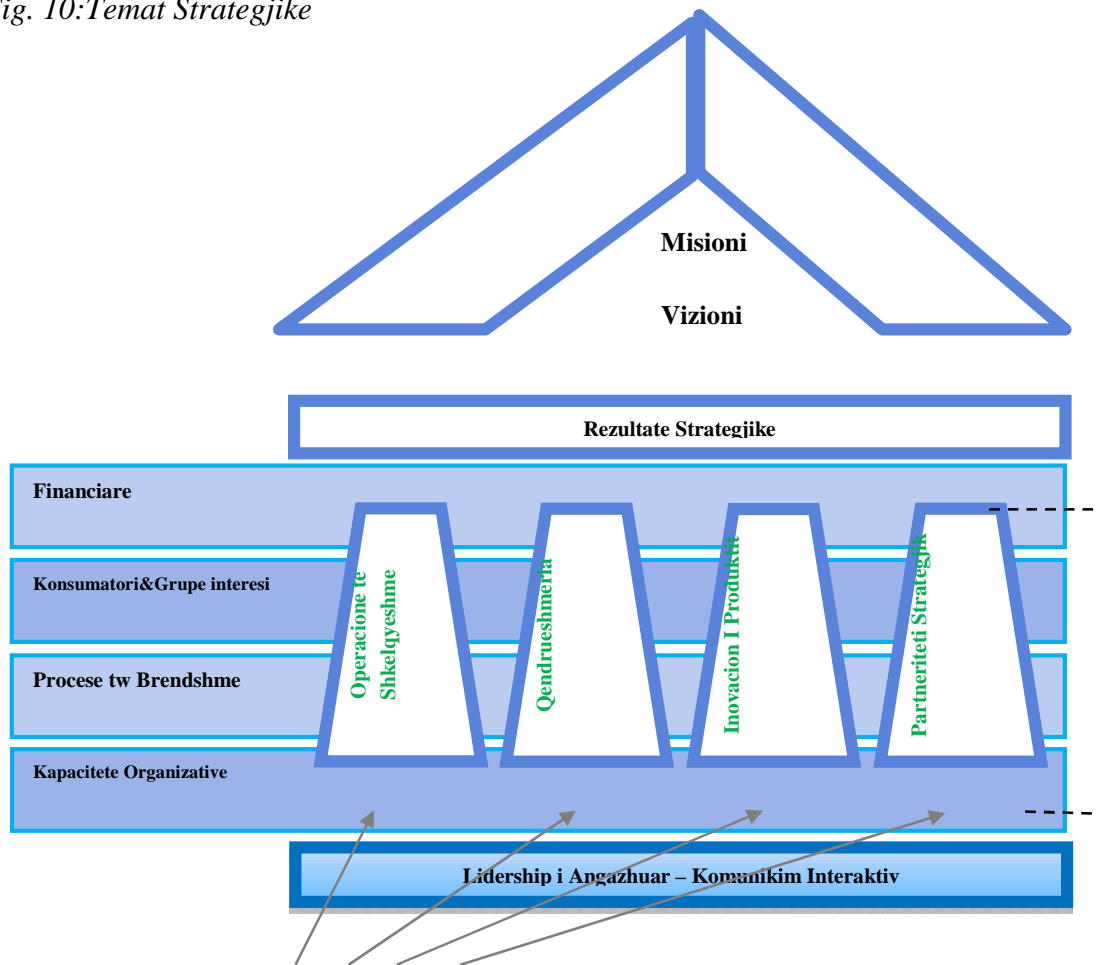 Fig. 10:Temat Strategjike
Misioni
Vizioni
Rezultate Strategjike
Financiare
Konsumatori&Grupe interesi
Procese tw Brendshme
Kapacitete Organizative
Operacione te
Shkelqyeshme
Qendrueshmeria
Inovacion I Produktit
Partneriteti Strategjik
Lidership i Angazhuar – Komunikim Interaktiv